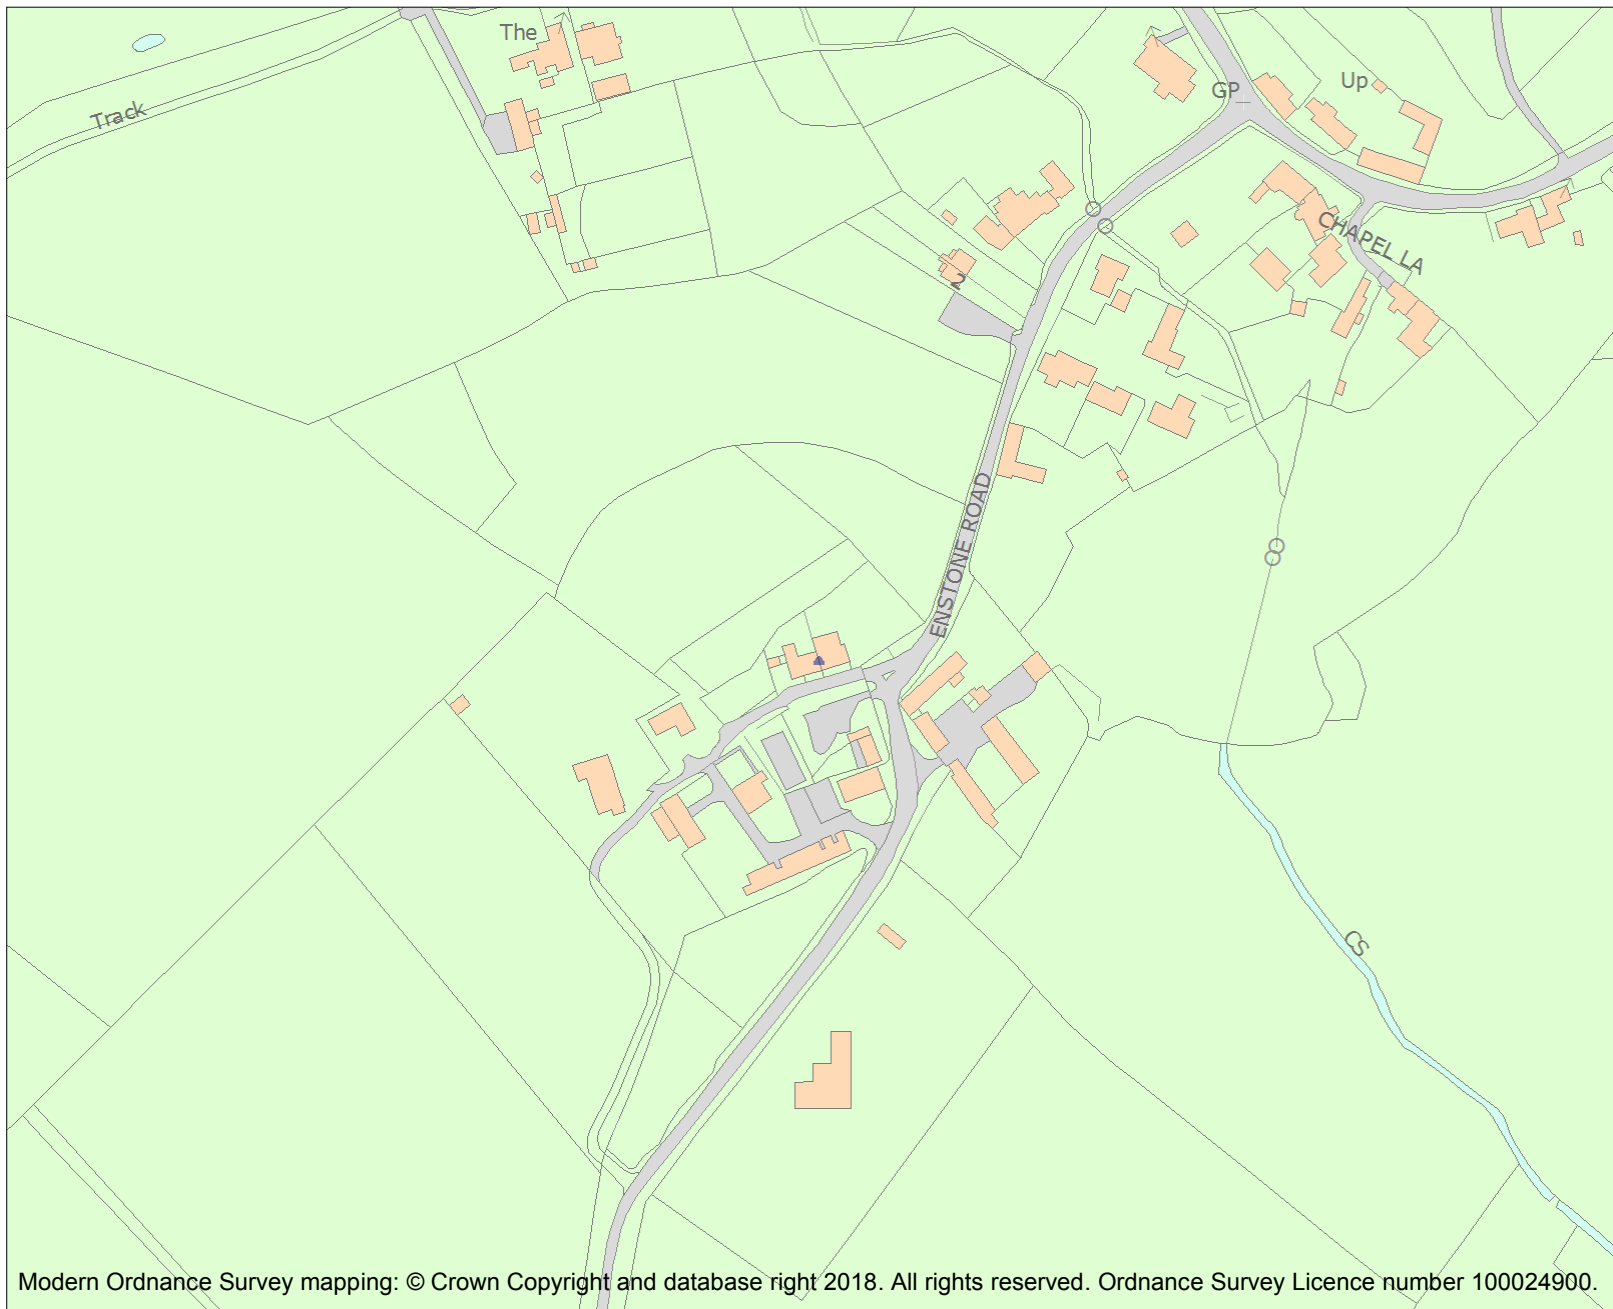 The
Track
GP
Up
CHAPEL LA
2
ENSTONE ROAD
CS
Modern Ordnance Survey mapping: © Crown Copyright and database right 2018. All rights reserved. Ordnance Survey Licence number 100024900.